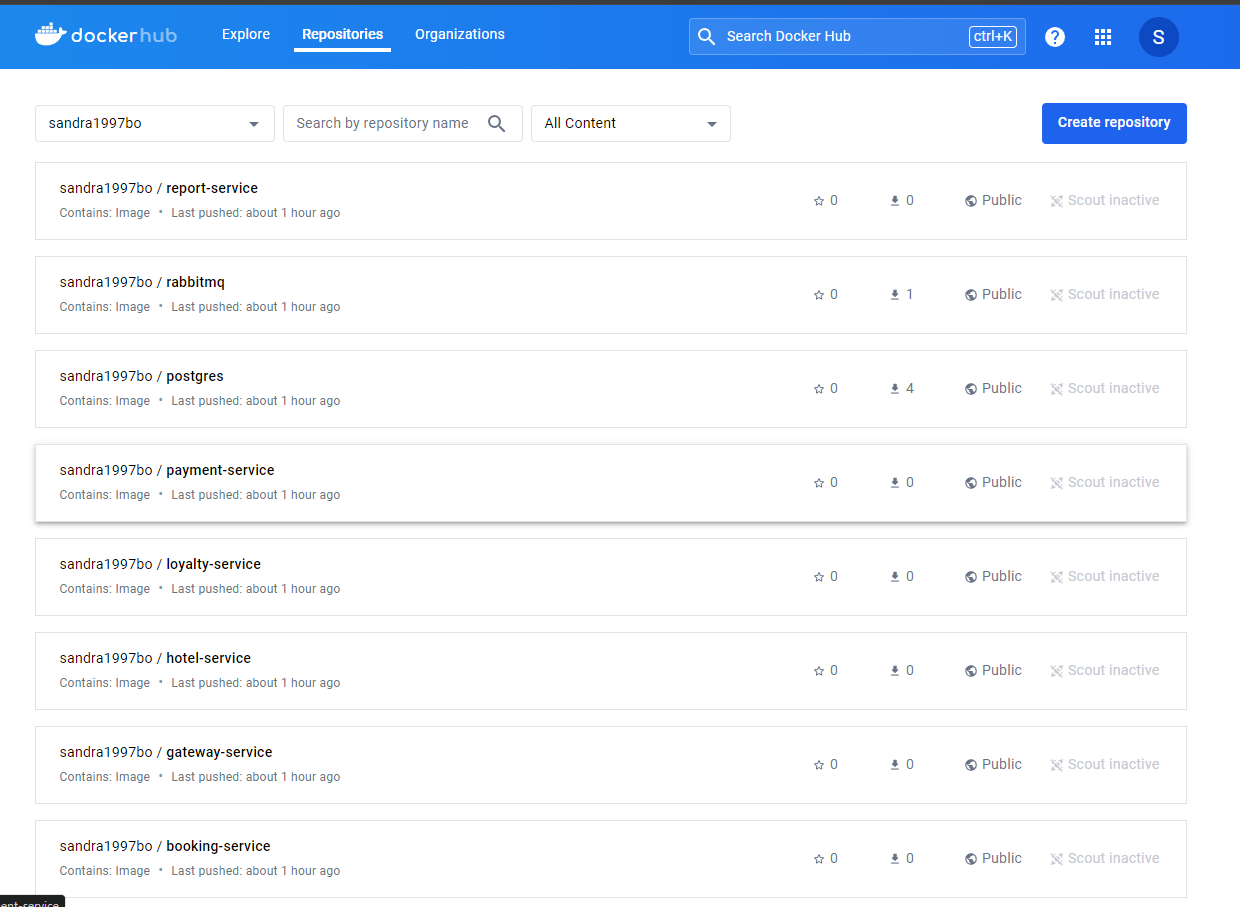 dockerhub Explore Repositories Organizations Search Docker Hub ctrl+K ? S
sandra1997bo Search by repository name All Content Create repository
sandra1997bo / report-service
Contains: Image • Last pushed: about 1 hour ago 0 0 Public Scout inactive
sandra1997bo / rabbitmq
Contains: Image • Last pushed: about 1 hour ago 0 1 Public Scout inactive
sandra1997bo / postgres
Contains: Image • Last pushed: about 1 hour ago 0 4 Public Scout inactive
sandra1997bo / payment-service
Contains: Image • Last pushed: about 1 hour ago 0 0 Public Scout inactive
sandra1997bo / loyalty-service
Contains: Image • Last pushed: about 1 hour ago 0 0 Public Scout inactive
sandra1997bo / hotel-service
Contains: Image • Last pushed: about 1 hour ago 0 0 Public Scout inactive
sandra1997bo / gateway-service
Contains: Image • Last pushed: about 1 hour ago 0 0 Public Scout inactive
sandra1997bo / booking-service
Contains: Image • Last pushed: about 1 hour ago 0 0 Public Scout inactive
ent-service